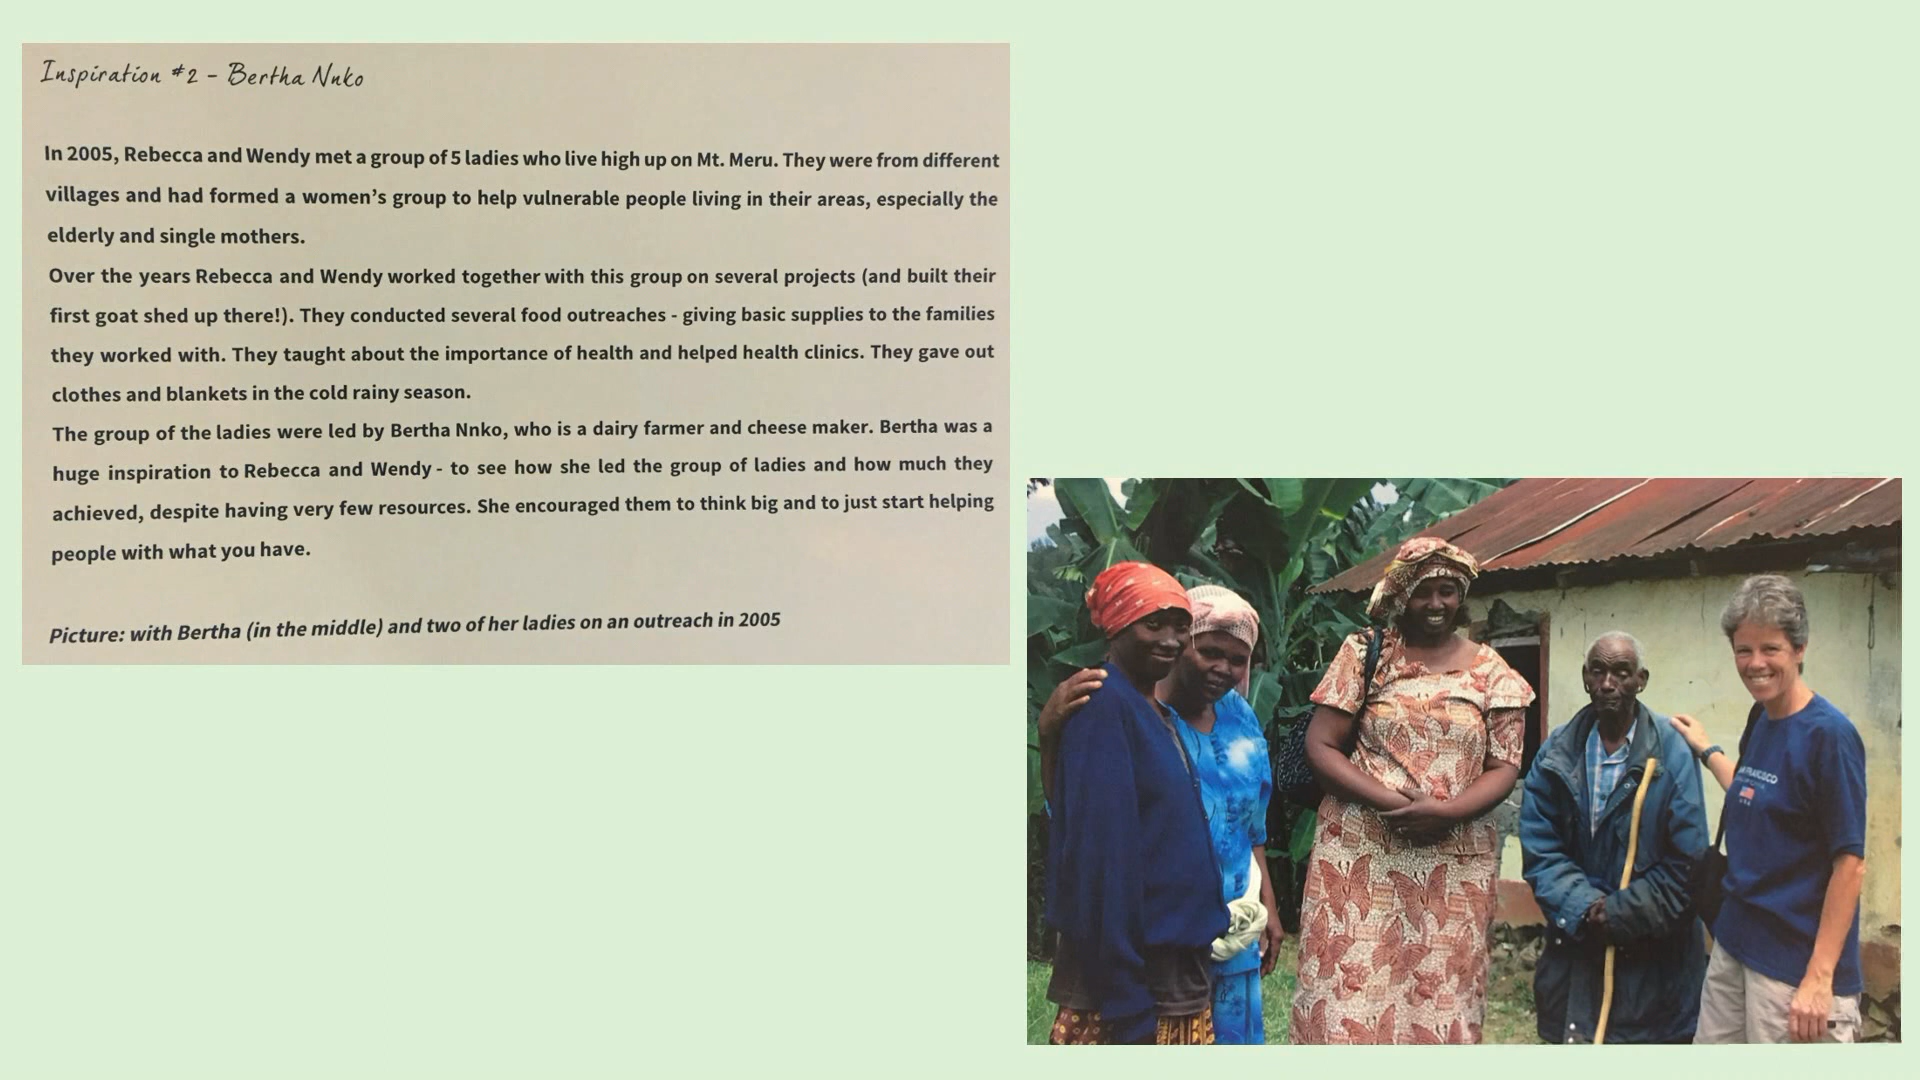 Inspiration #2 - Bertha Nnko
In 2005, Rebecca and Wendy met a group of 5 ladies who live high up on Mt. Meru. They were from different
villages and had formed a women's group to help vulnerable people living in their areas, especially the
elderly and single mothers.
Over the years Rebecca and Wendy worked together with this group on several projects (and built their
first goat shed up there!). They conducted several food outreaches - giving basic supplies to the families
they worked with. They taught about the importance of health and helped health clinics. They gave out
clothes and blankets in the cold rainy season.
The group of the ladies were led by Bertha Nnko, who is a dairy farmer and cheese maker. Bertha was a
huge inspiration to Rebecca and Wendy - to see how she led the group of ladies and how much they
achieved, despite having very few resources. She encouraged them to think big and to just start helping
people with what you have.
Picture: with Bertha (in the middle) and two of her ladies on an outreach in 2005